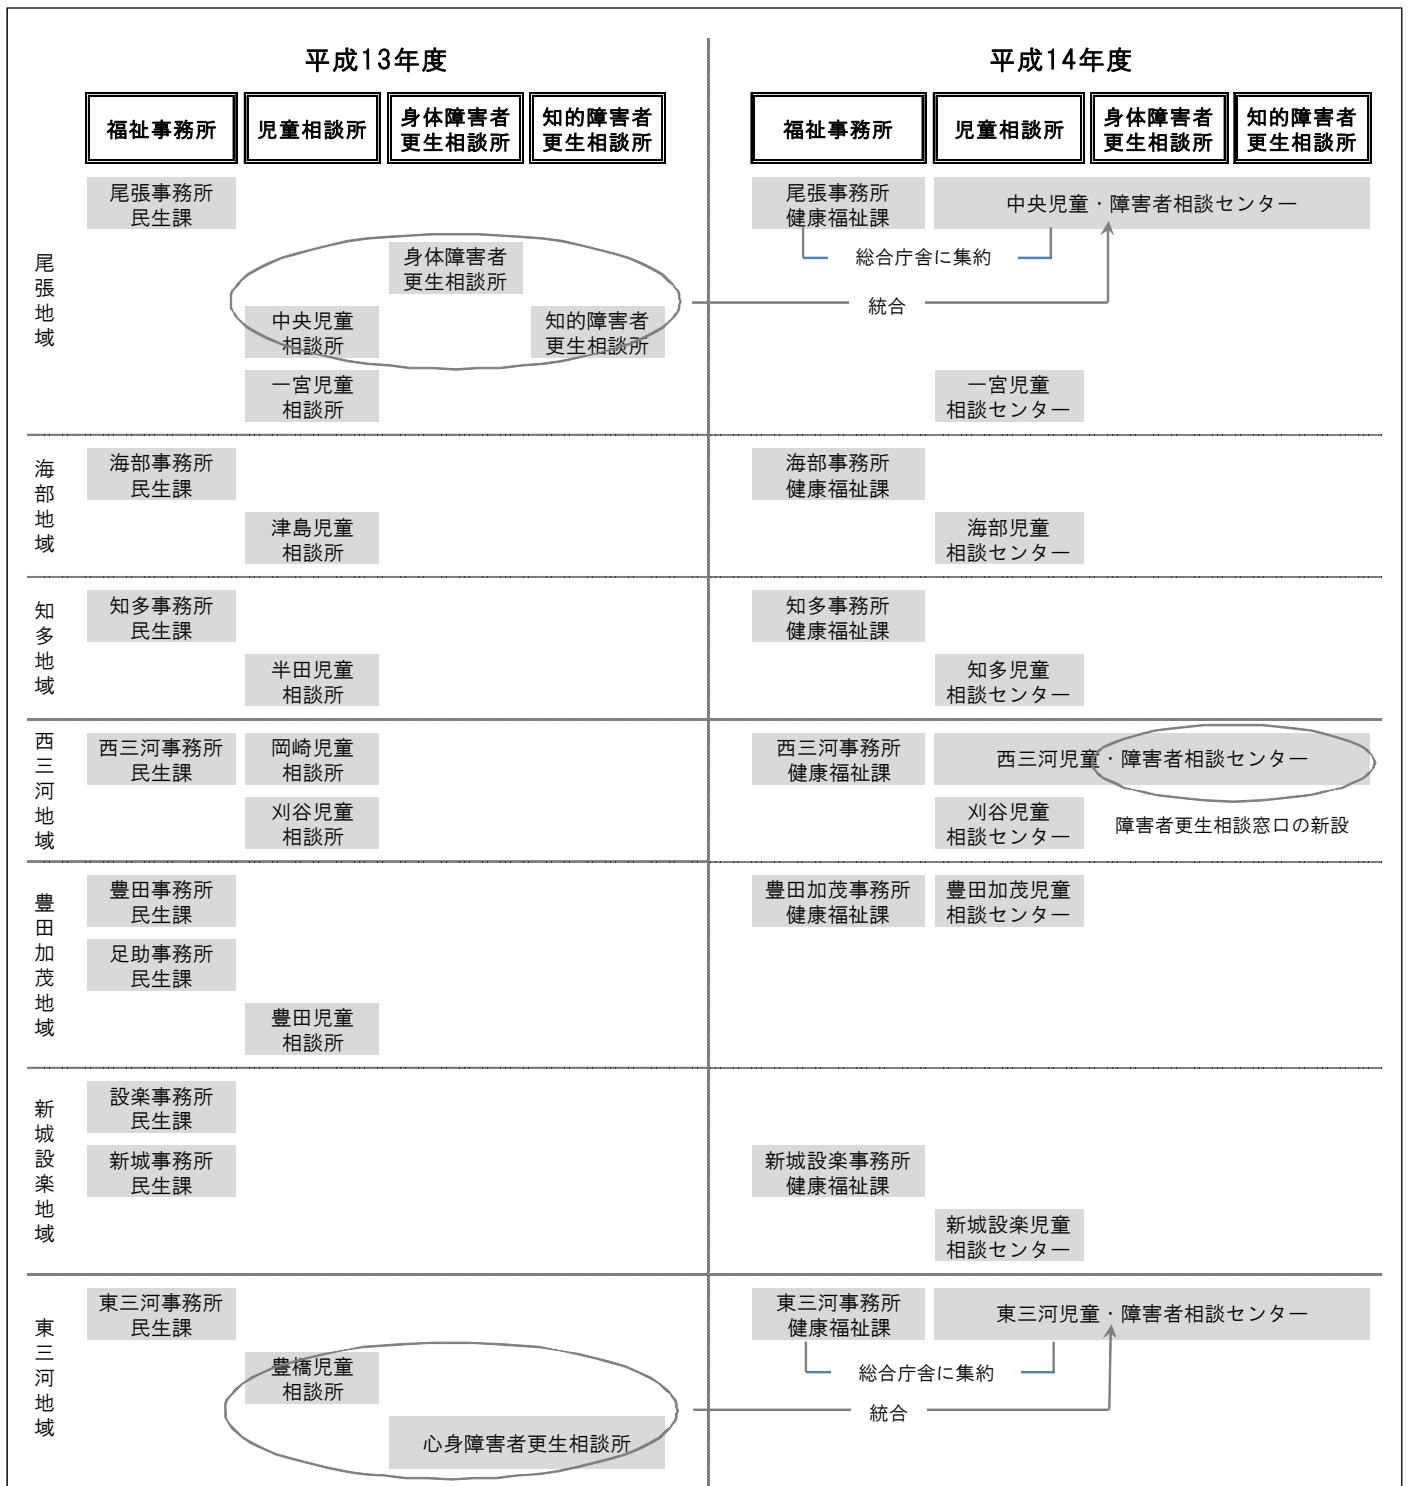 平成13年度
平成14年度
福祉事務所
児童相談所
身体障害者
更生相談所
知的障害者
更生相談所
福祉事務所
児童相談所
身体障害者
更生相談所
知的障害者
更生相談所
尾張地域
尾張事務所
民生課
身体障害者
更生相談所
中央児童
相談所
知的障害者
更生相談所
一宮児童
相談所
尾張事務所
健康福祉課
中央児童・障害者相談センター
総合庁舎に集約
統合
一宮児童
相談センター
海部地域
海部事務所
民生課
津島児童
相談所
海部事務所
健康福祉課
海部児童
相談センター
知多地域
知多事務所
民生課
半田児童
相談所
知多事務所
健康福祉課
知多児童
相談センター
西三河地域
西三河事務所
民生課
岡崎児童
相談所
刈谷児童
相談所
西三河事務所
健康福祉課
西三河児童・障害者相談センター
刈谷児童
相談センター
障害者更生相談窓口の新設
豊田加茂地域
豊田事務所
民生課
足助事務所
民生課
豊田児童
相談所
豊田加茂事務所
健康福祉課
豊田加茂児童
相談センター
新城設楽地域
設楽事務所
民生課
新城事務所
民生課
新城設楽事務所
健康福祉課
新城設楽児童
相談センター
東三河地域
東三河事務所
民生課
豊橋児童
相談所
心身障害者更生相談所
東三河事務所
健康福祉課
東三河児童・障害者相談センター
総合庁舎に集約
統合